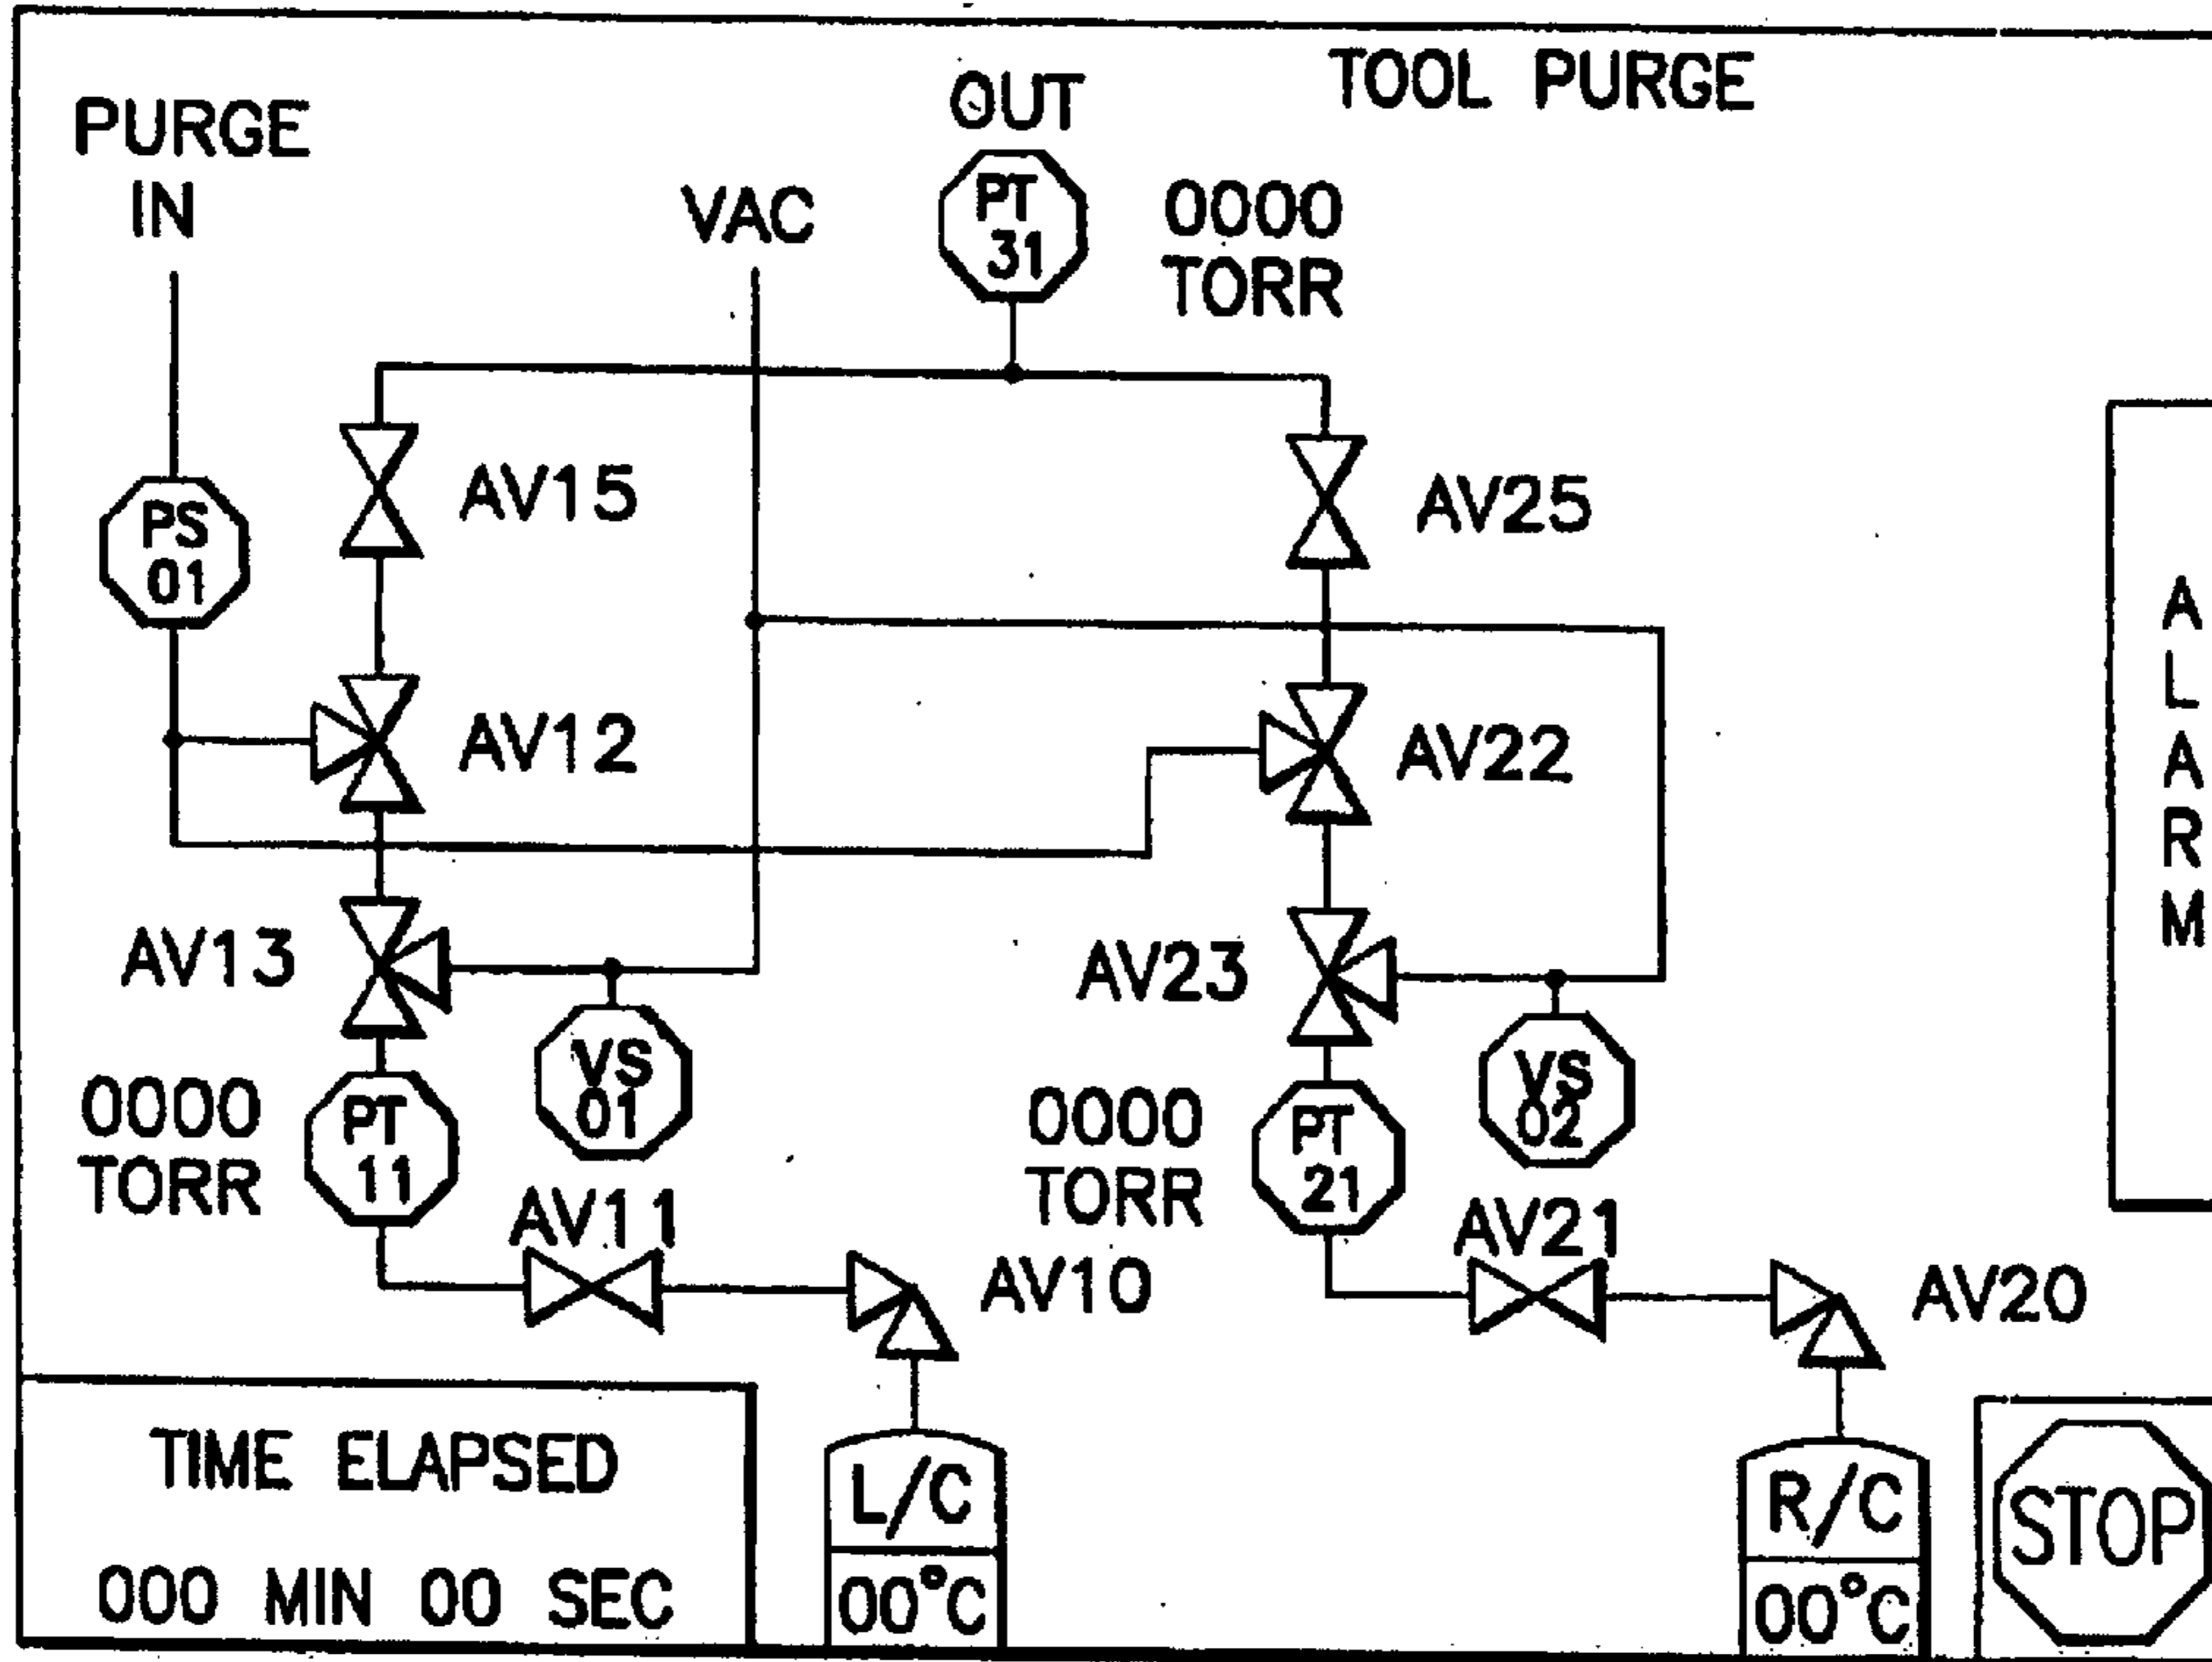 TOOL PURGE
PURGE
IN
VAC
OUT
PT
31
0000
TORR
PS
01
AV15
AV25
AV12
AV22
AV13
AV23
VS
01
VS
02
0000
TORR
PT
11
0000
TORR
PT
21
AV11
AV10
AV21
AV20
A
L
A
R
M
TIME ELAPSED
000 MIN 00 SEC
L/C
00°C
R/C
00°C
STOP